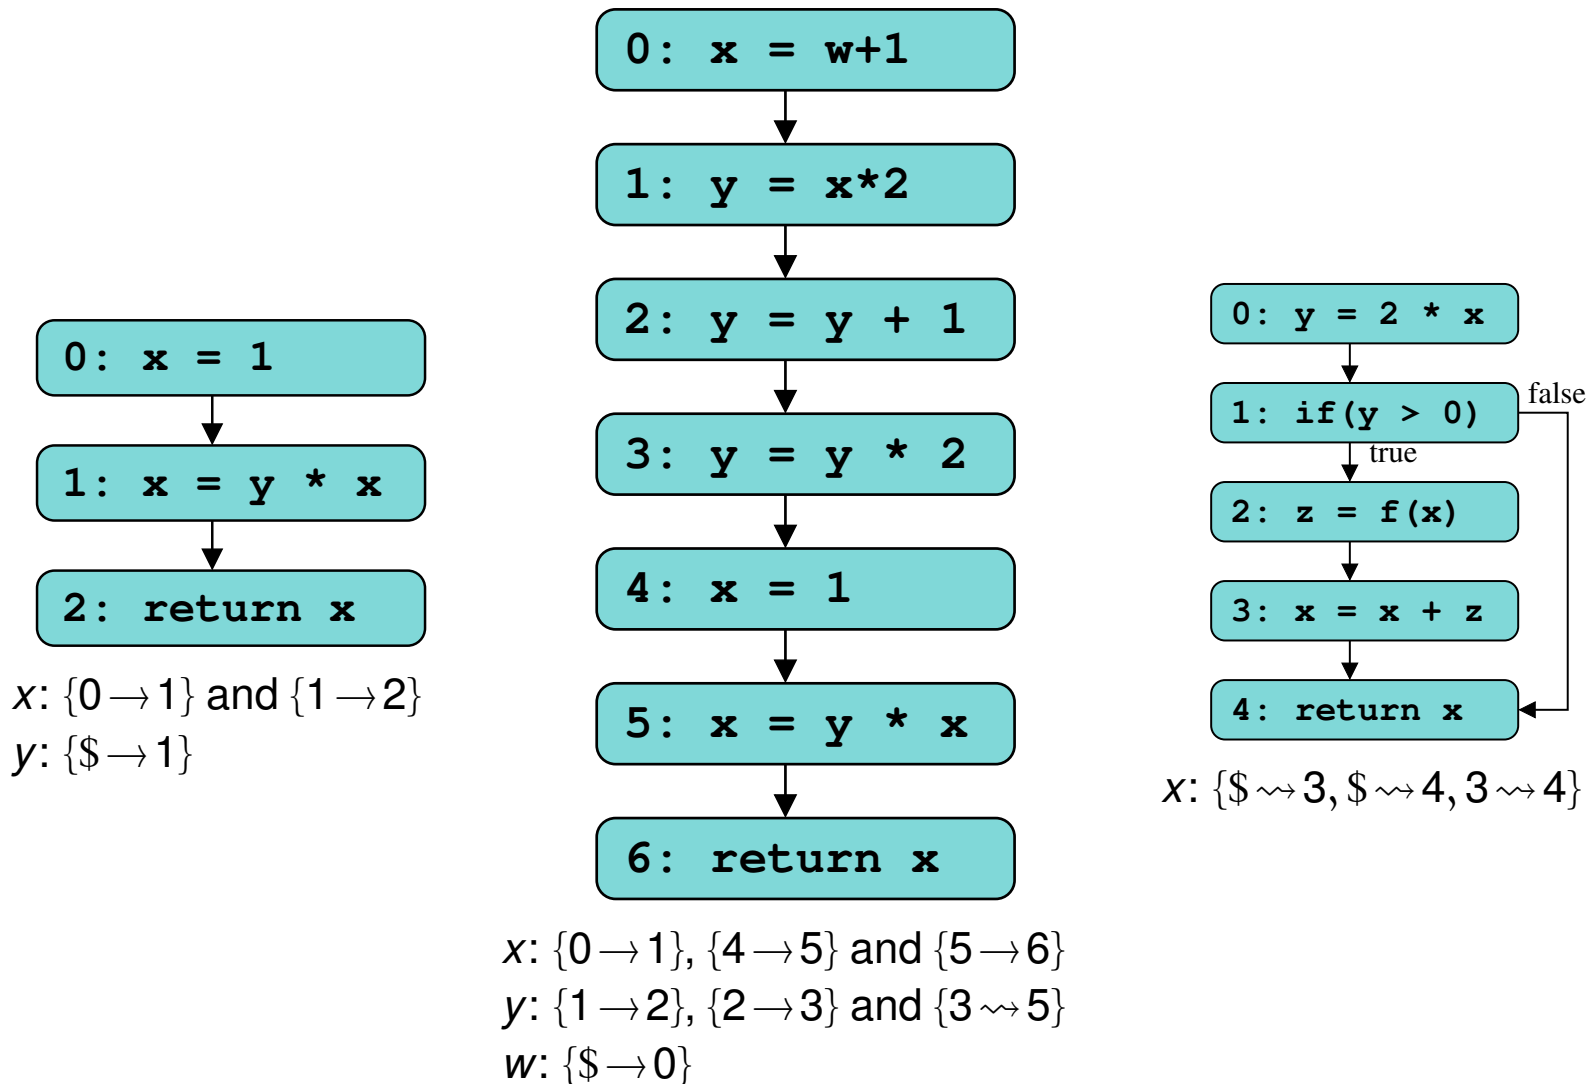 0: x = 1
1: x = y * x
2: return x
x: {0→1} and {1→2}
y: {$→1}
0: x = w+1
1: y = x*2
2: y = y + 1
3: y = y * 2
4: x = 1
5: x = y * x
6: return x
x: {0→1}, {4→5} and {5→6}
y: {1→2}, {2→3} and {3⇝5}
w: {$→0}
0: y = 2 * x
1: if(y > 0)
false
true
2: z = f(x)
3: x = x + z
4: return x
x: {$⇝3, $⇝4, 3⇝4}